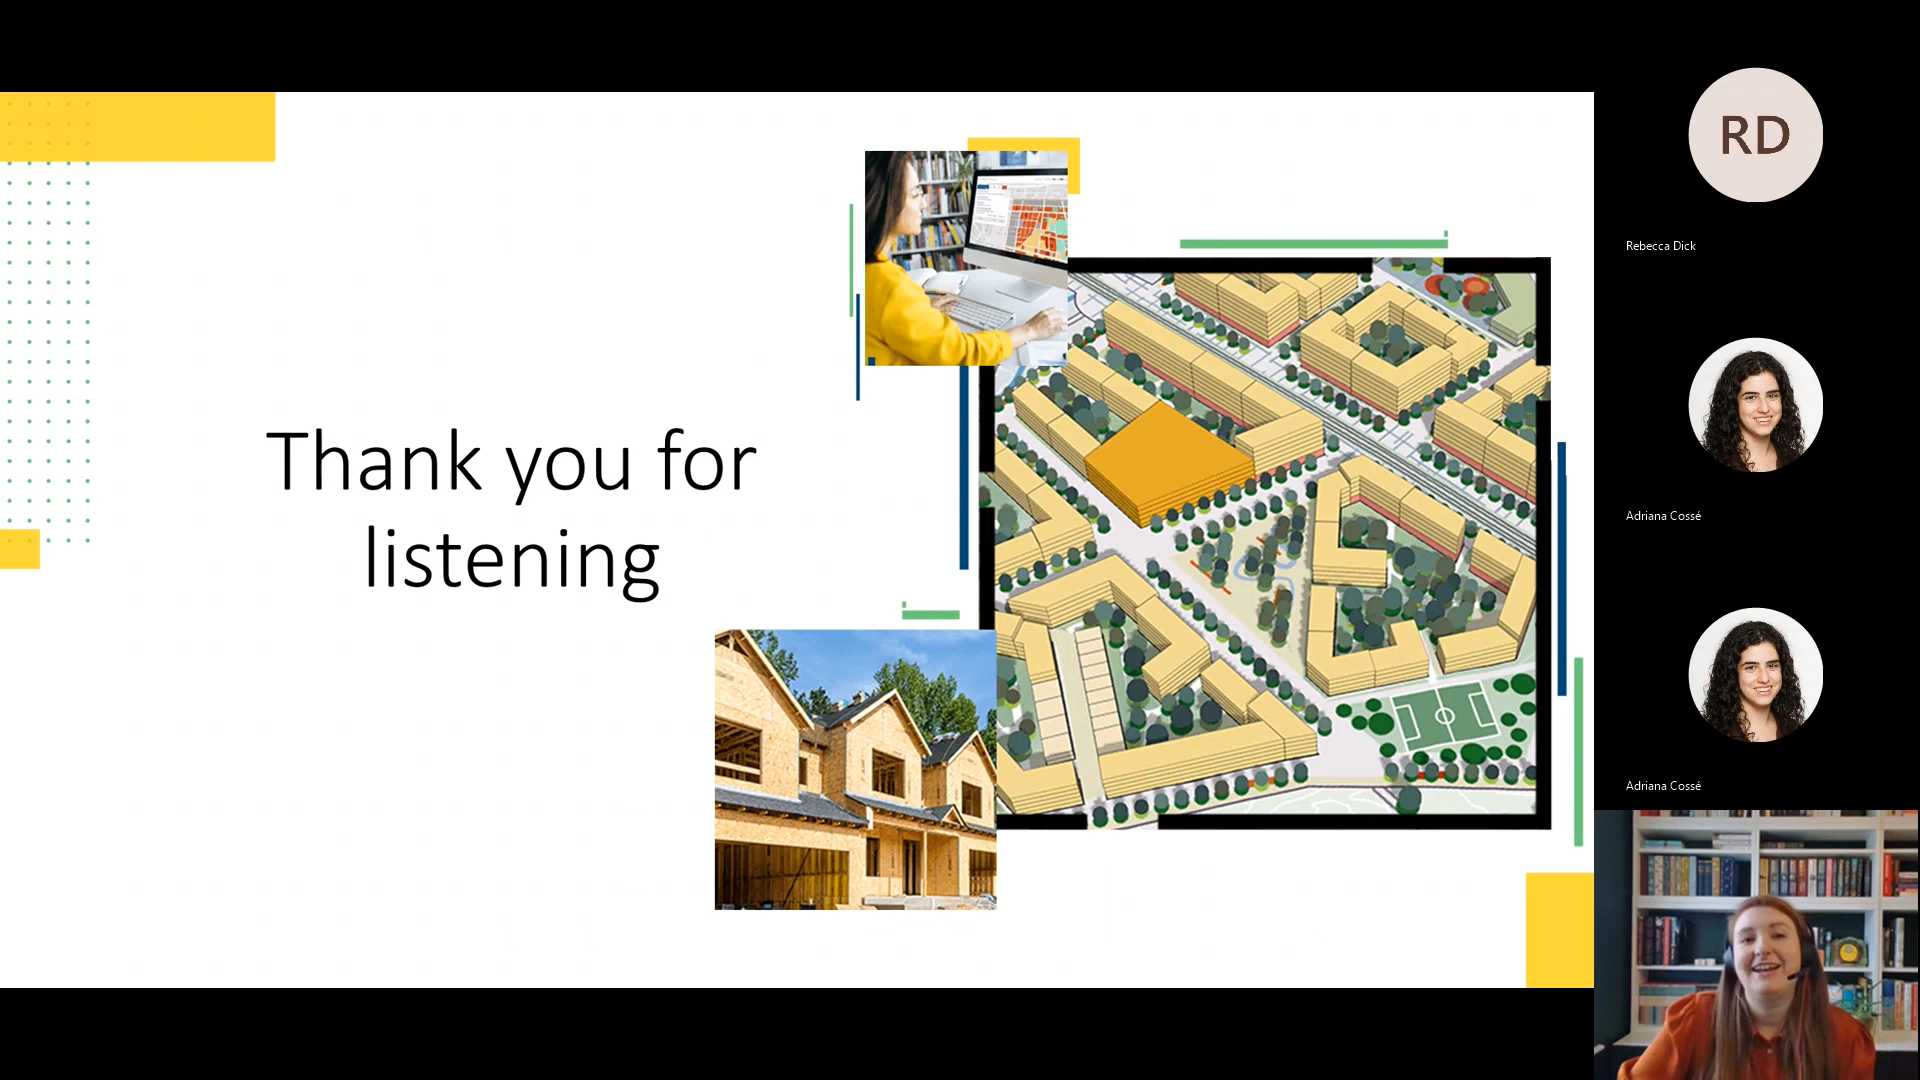 Thank you for
listening
RD
Rebecca Dick
Adriana Cossé
Adriana Cossé